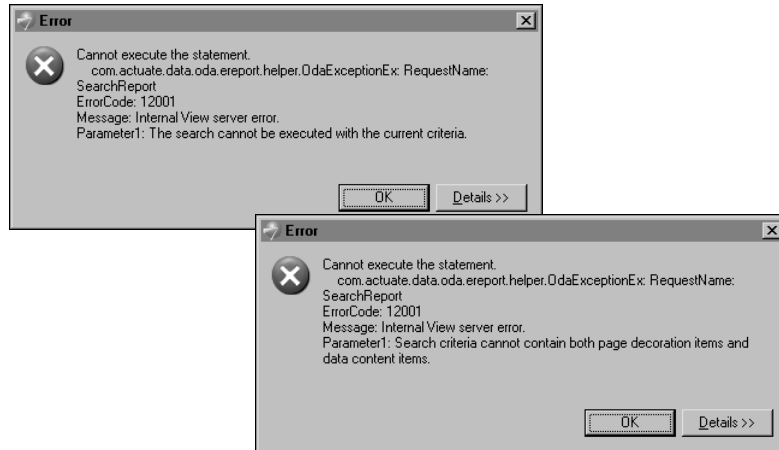 Error
Cannot execute the statement.
com.actuate.data.oda.ereport.helper.OdaExceptionEx: RequestName:
SearchReport
ErrorCode: 12001
Message: Internal View server error.
Parameter1: The search cannot be executed with the current criteria.
OK
Details >>
Error
Cannot execute the statement.
com.actuate.data.oda.ereport.helper.OdaExceptionEx: RequestName:
SearchReport
ErrorCode: 12001
Message: Internal View server error.
Parameter1: Search criteria cannot contain both page decoration items and
data content items.
OK
Details >>